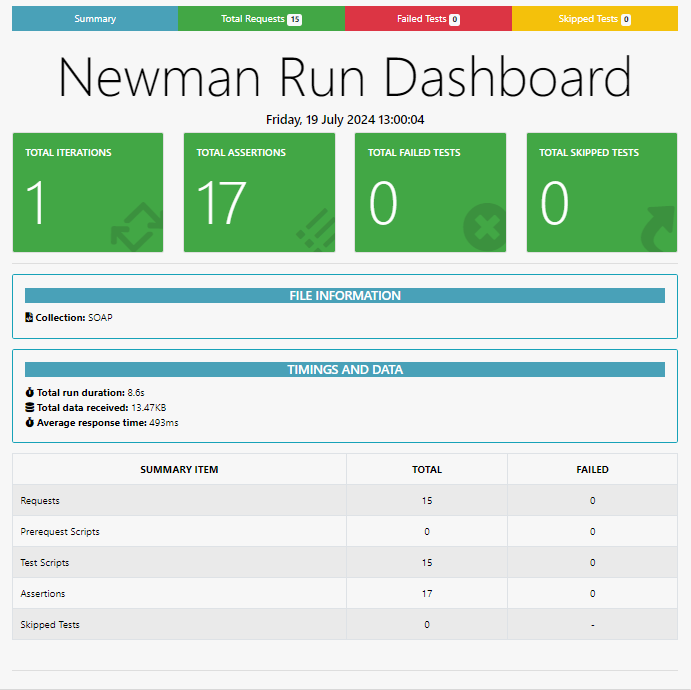 Summary Total Requests 15 Failed Tests 0 Skipped Tests 0
Newman Run Dashboard
Friday, 19 July 2024 13:00:04
TOTAL ITERATIONS TOTAL ASSERTIONS TOTAL FAILED TESTS TOTAL SKIPPED TESTS
1 17 0 0
FILE INFORMATION
Collection: SOAP
TIMINGS AND DATA
Total run duration: 8.6s
Total data received: 13.47KB
Average response time: 493ms
SUMMARY ITEM TOTAL FAILED
Requests 15 0
Prerequest Scripts 0 0
Test Scripts 15 0
Assertions 17 0
Skipped Tests 0 -